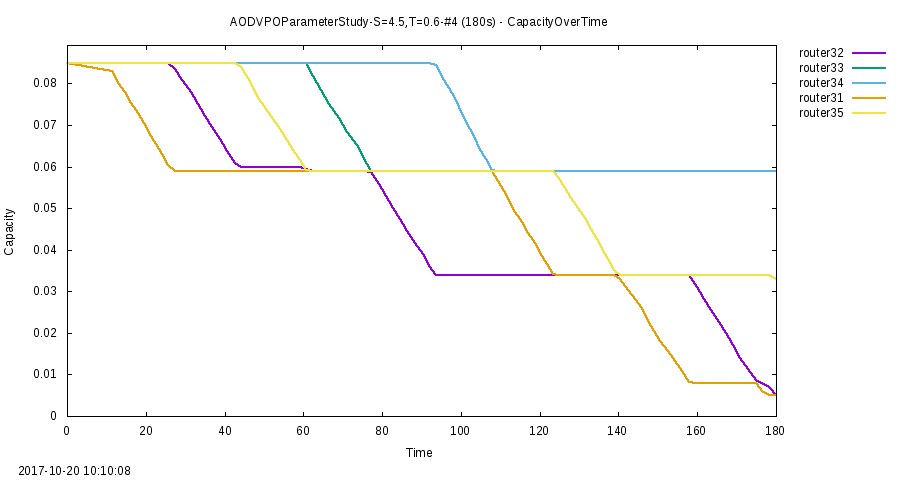 AODVPOParameterStudy-S=4.5,T=0.6-#4 (180s) - CapacityOverTime
router32
router33
router34
router31
router35
0.08
0.07
0.06
0.05
0.04
0.03
0.02
0.01
0
Capacity
0 20 40 60 80 100 120 140 160 180
Time
2017-10-20 10:10:08